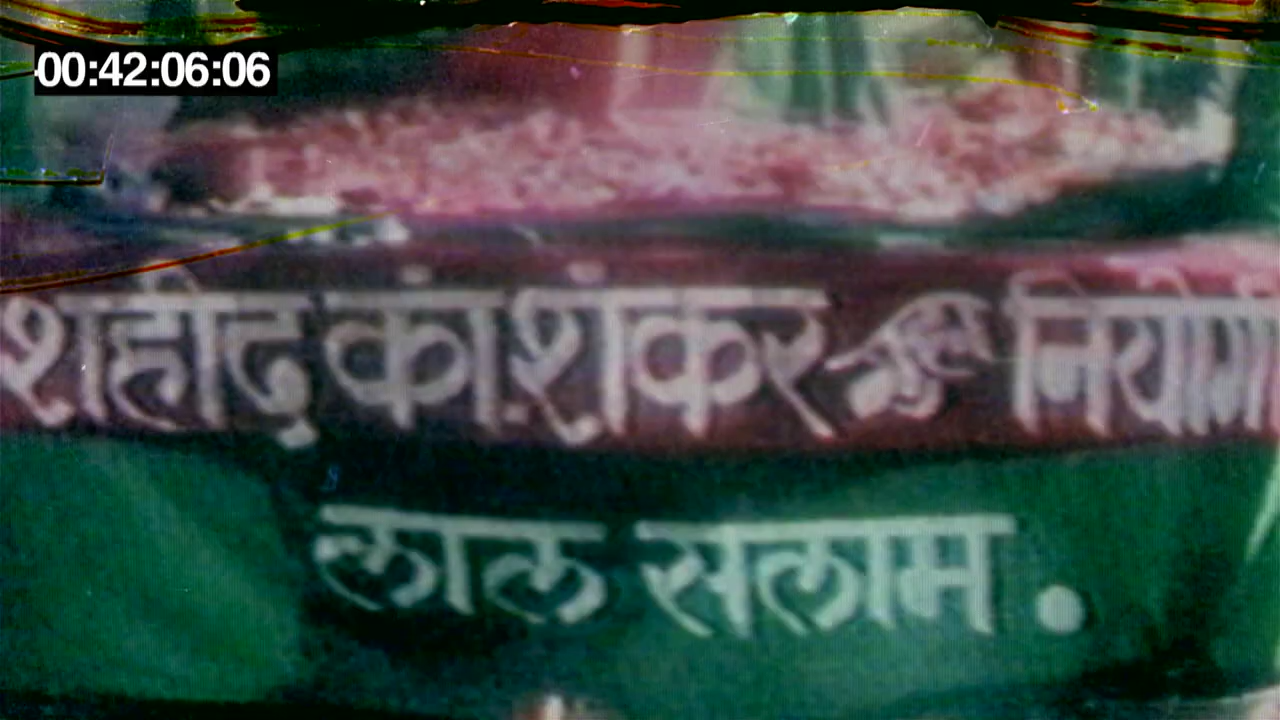 00:42:06:06
शहीद कां शंकर गुहा नियोगी
लाल सलाम .